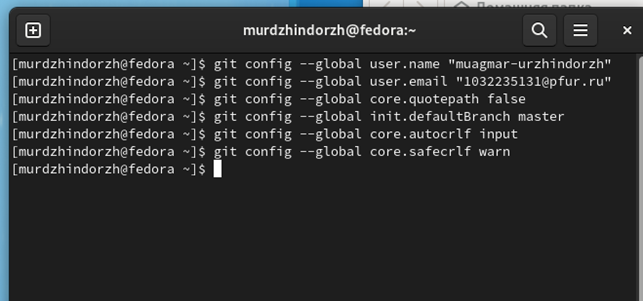 Домашняя папка
murdzhindorzh@fedora:~
[murdzhindorzh@fedora ~]$ git config --global user.name "muagmar-urzhindorzh"
[murdzhindorzh@fedora ~]$ git config --global user.email "1032235131@pfur.ru"
[murdzhindorzh@fedora ~]$ git config --global core.quotepath false
[murdzhindorzh@fedora ~]$ git config --global init.defaultBranch master
[murdzhindorzh@fedora ~]$ git config --global core.autocrlf input
[murdzhindorzh@fedora ~]$ git config --global core.safecrlf warn
[murdzhindorzh@fedora ~]$